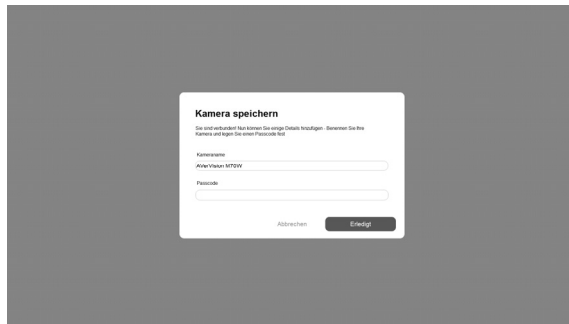 Kamera speichern
Sie sind verbunden! Nun können Sie einige Details hinzufügen - Benennen Sie Ihre
Kamera und legen Sie einen Passcode fest
Kameraname
AVerVision M70W
Passcode
Abbrechen
Erledigt